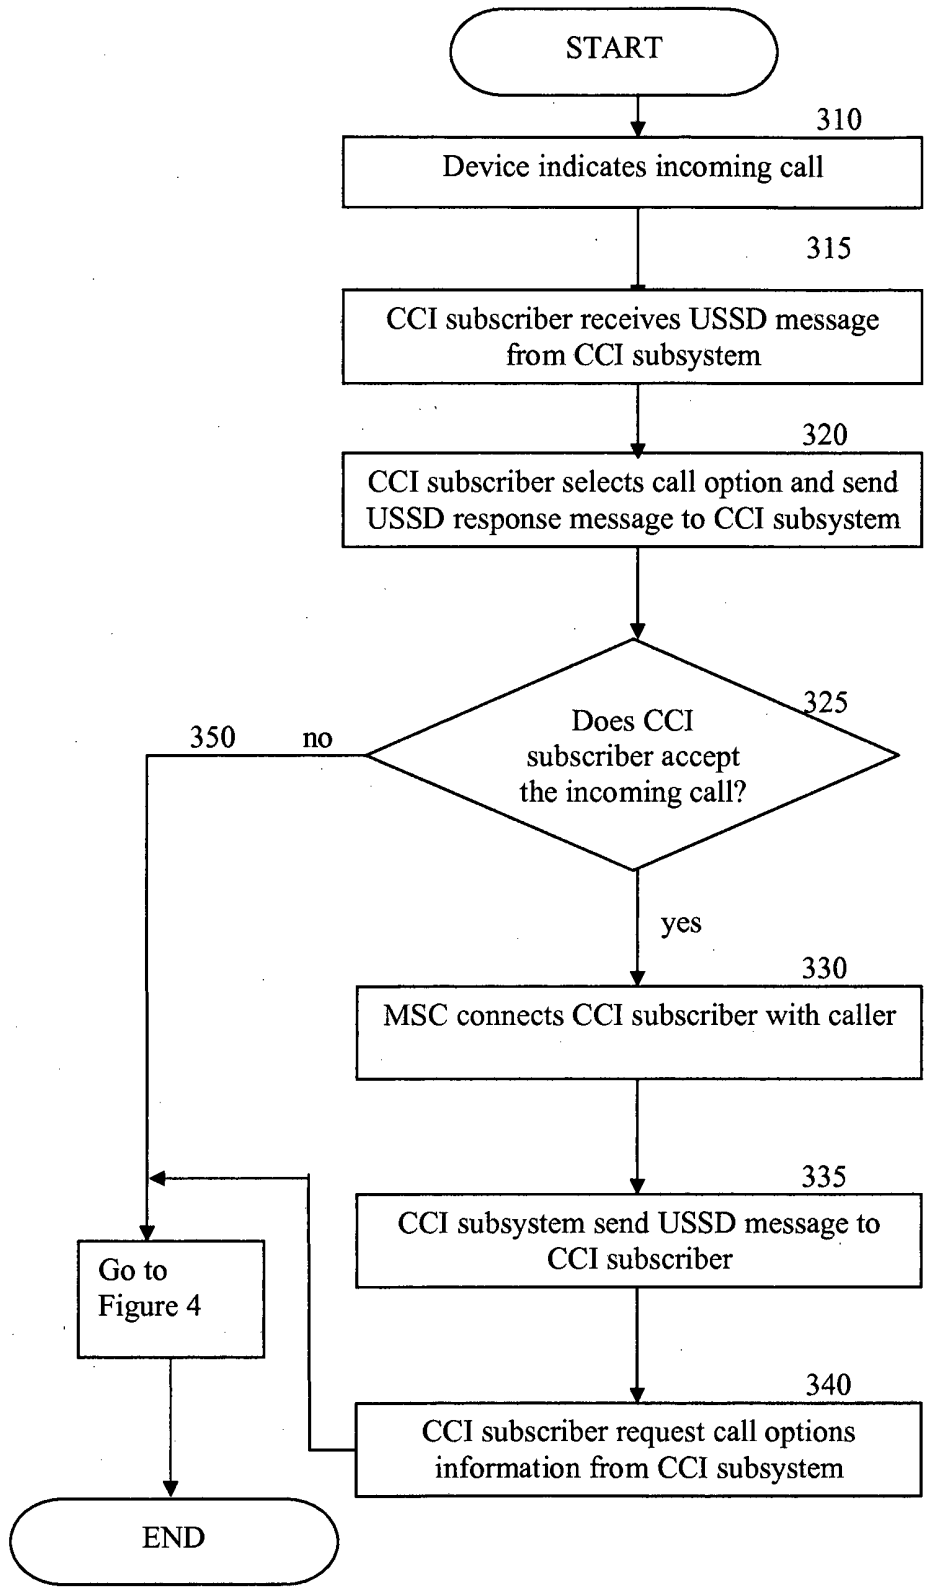 START
310
Device indicates incoming call
315
CCI subscriber receives USSD message
from CCI subsystem
320
CCI subscriber selects call option and send
USSD response message to CCI subsystem
325
Does CCI
subscriber accept
the incoming call?
350 no
yes
330
MSC connects CCI subscriber with caller
335
CCI subsystem send USSD message to
CCI subscriber
Go to
Figure 4
340
CCI subscriber request call options
information from CCI subsystem
END